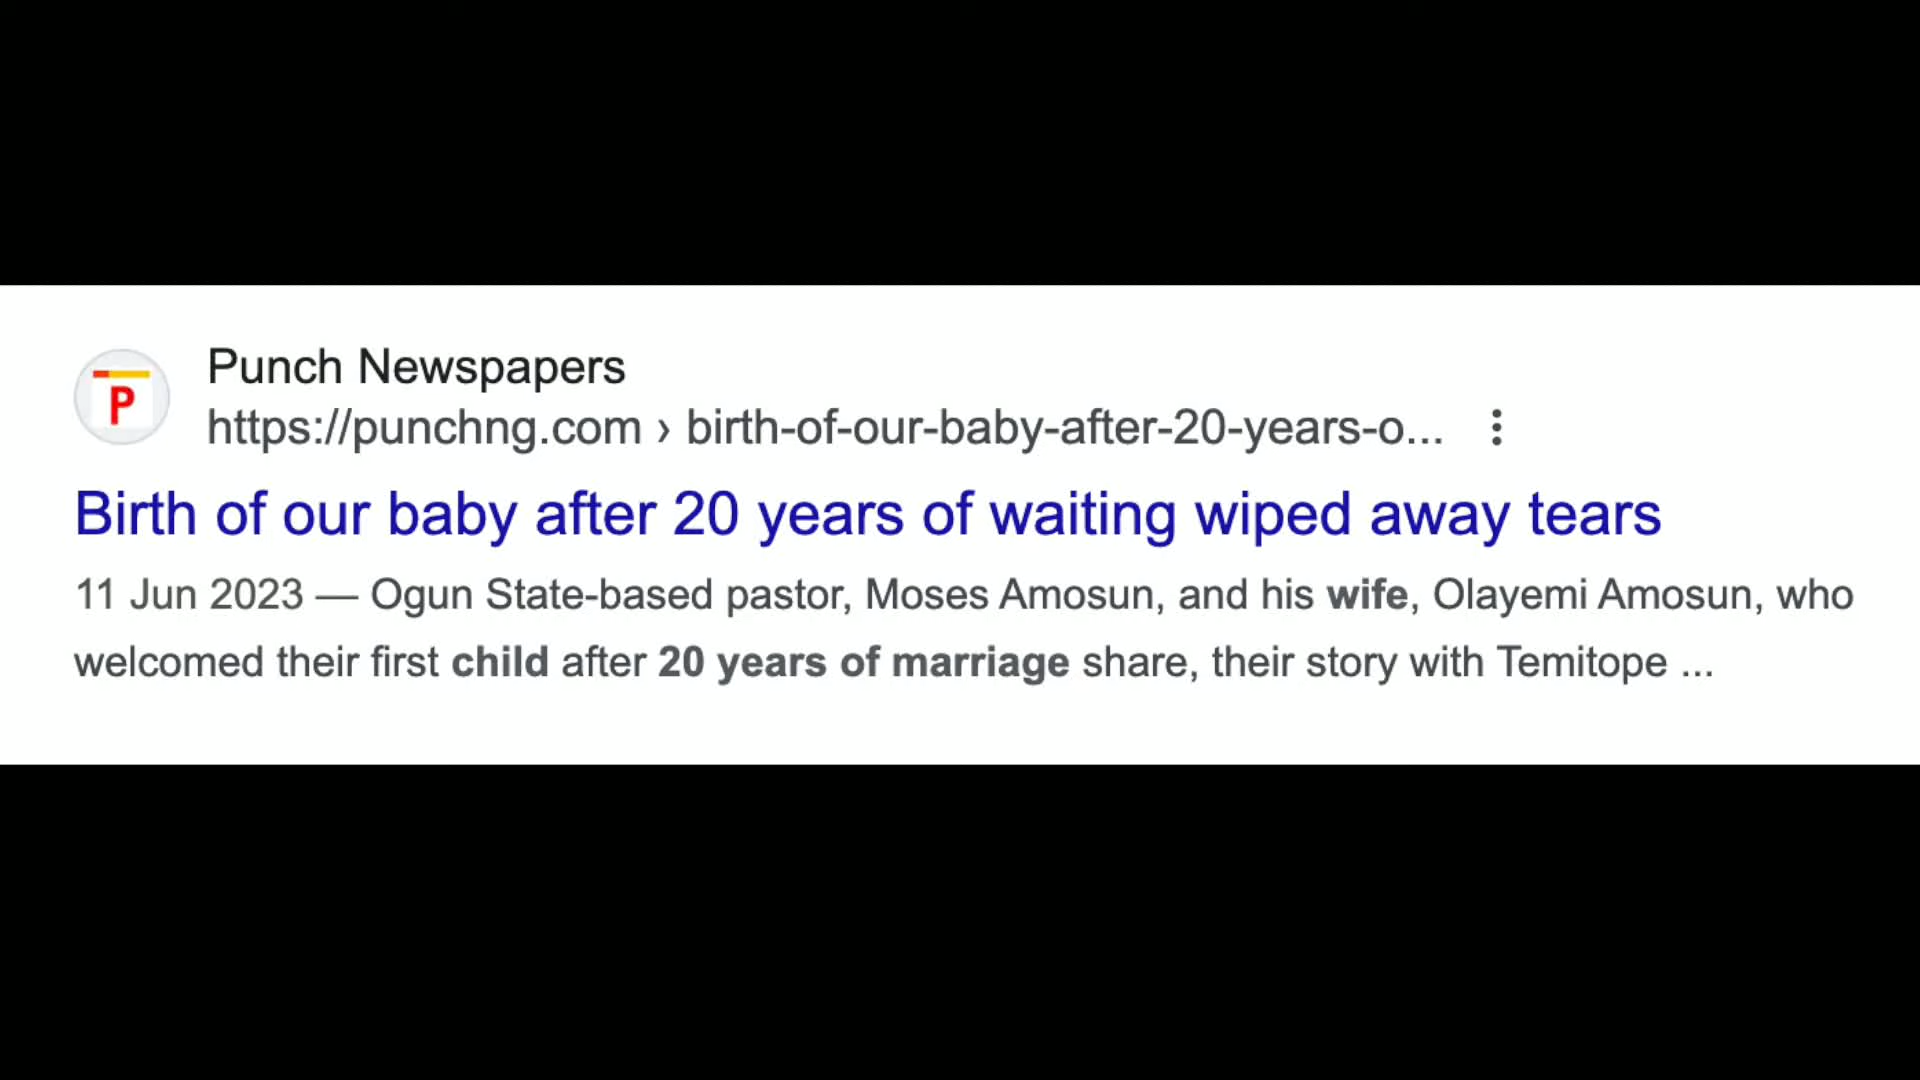 P
Punch Newspapers
https://punchng.com › birth-of-our-baby-after-20-years-o...
Birth of our baby after 20 years of waiting wiped away tears
11 Jun 2023 — Ogun State-based pastor, Moses Amosun, and his wife, Olayemi Amosun, who
welcomed their first child after 20 years of marriage share, their story with Temitope ...